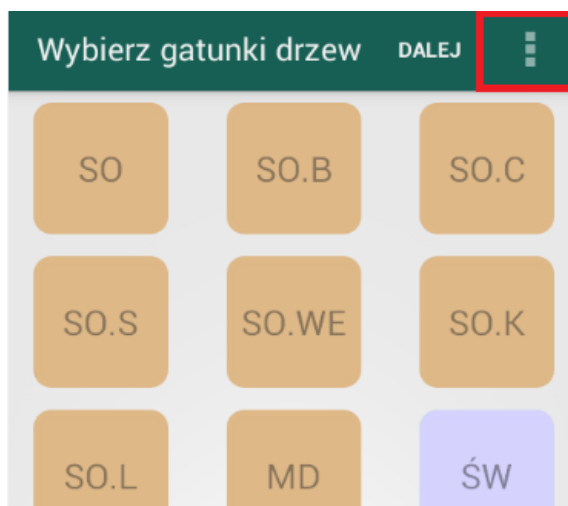 Wybierz gatunki drzew DALEJ
SO SO.B SO.C
SO.S SO.WE SO.K
SO.L MD ŚW